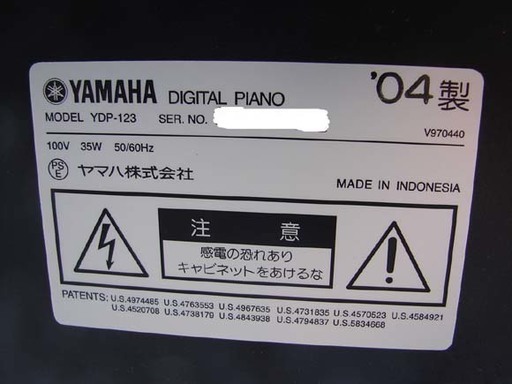 YAMAHA DIGITAL PIANO '04製
MODEL YDP-123 SER. NO.
V970440
100V 35W 50/60Hz
PSE ヤマハ株式会社
MADE IN INDONESIA
注意
感電の恐れあり
キャビネットをあけるな
PATENTS: U.S.4974485 U.S.4763553 U.S.4967635 U.S.4731835 U.S.4570523 U.S.4584921
U.S.4520708 U.S.4738179 U.S.4843938 U.S.4794837 U.S.5834668